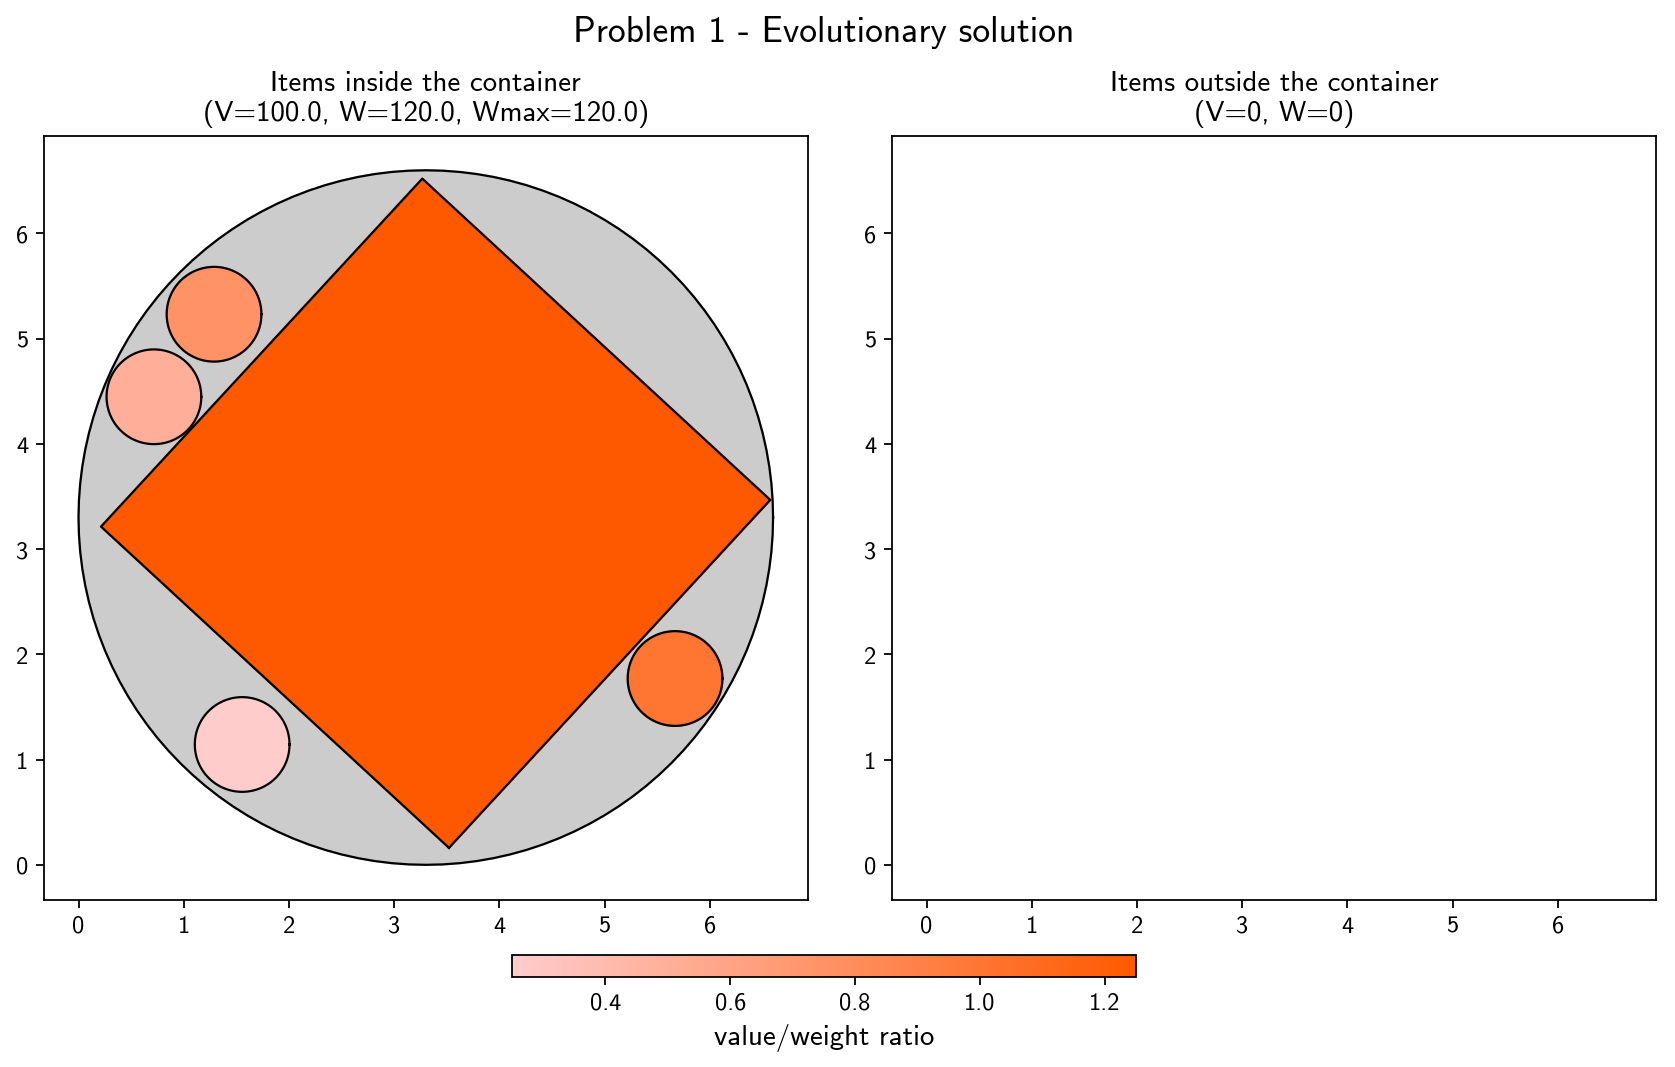 Problem 1 - Evolutionary solution
Items inside the container
(V=100.0, W=120.0, Wmax=120.0)
6
5
4
3
2
1
0
0 1 2 3 4 5 6
Items outside the container
(V=0, W=0)
6
5
4
3
2
1
0
0 1 2 3 4 5 6
0.4 0.6 0.8 1.0 1.2
value/weight ratio